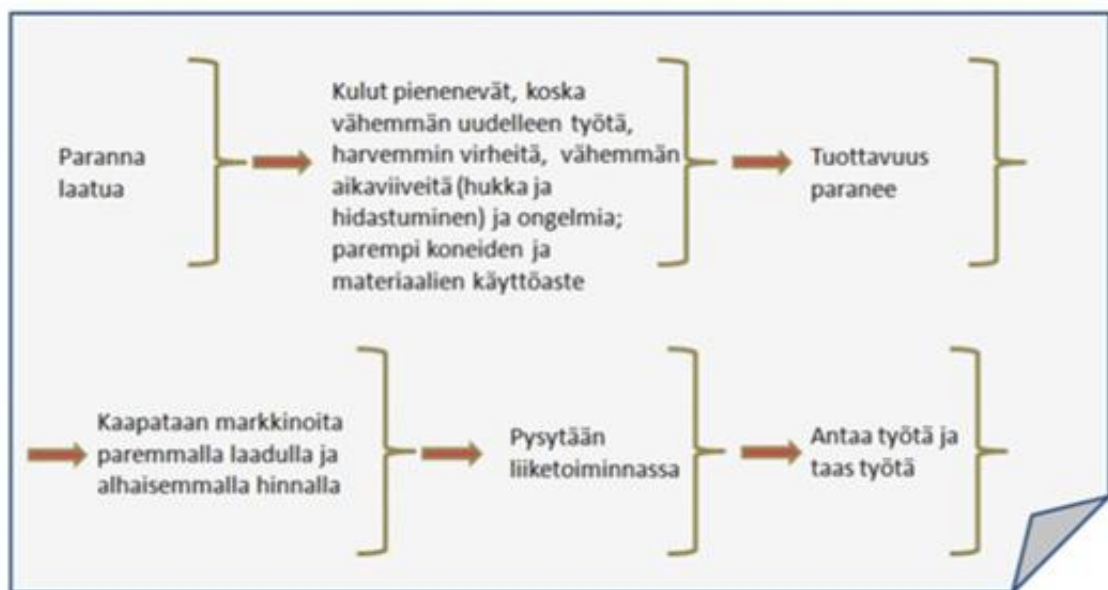 Paranna
laatua
Kulut pienenevät, koska
vähemmän uudelleen työtä,
harvemmin virheitä, vähemmän
aikaviiveitä (hukka ja
hidastuminen) ja ongelmia;
parempi koneiden ja
materiaalien käyttöaste
Tuottavuus
paranee
Kaapataan markkinoita
paremmalla laadulla ja
alhaisemmalla hinnalla
Pysytään
liiketoiminnassa
Antaa työtä ja
taas työtä